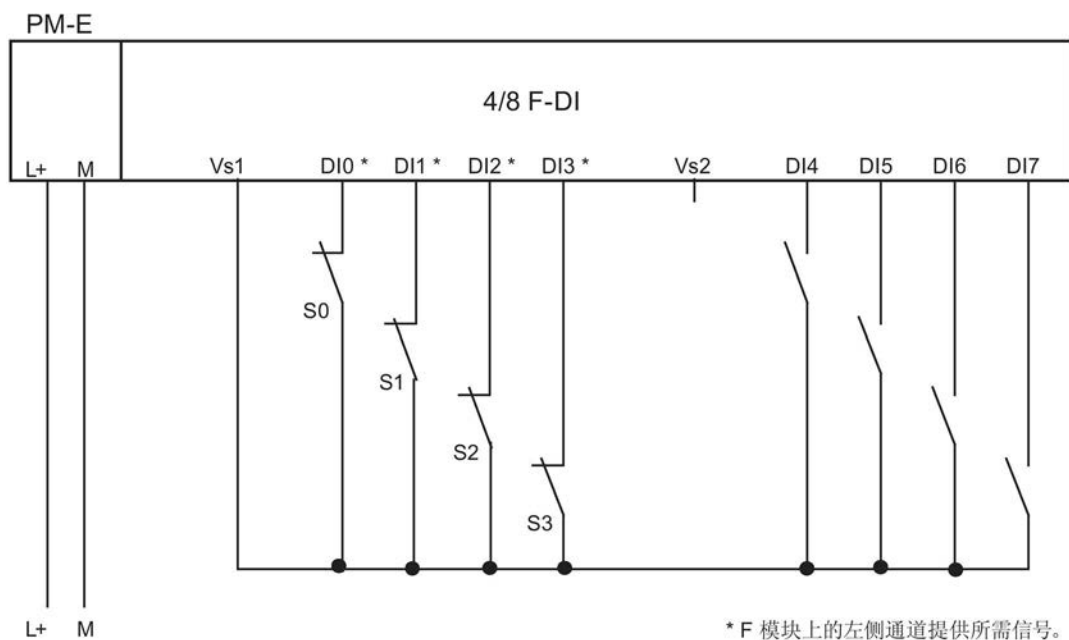 PM-E
4/8 F-DI
L+ M Vs1 DI0 * DI1 * DI2 * DI3 * Vs2 DI4 DI5 DI6 DI7
S0
S1
S2
S3
L+ M
* F 模块上的左侧通道提供所需信号。